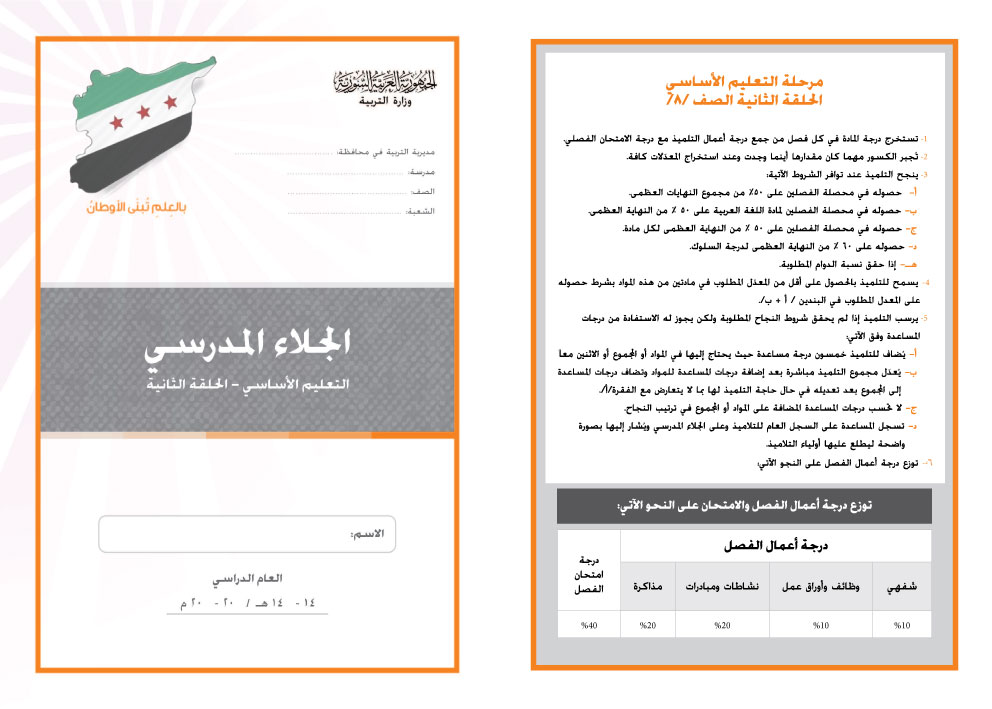 الجمهورية العربية السورية
وزارة التربية
مديرية التربية في محافظة: ........................
مدرسة: ........................
الصف: ........................
الشعبة: ........................
بالعِلمِ تُبنَى الأوطانُ
الجلاء المدرسي
التعليم الأساسي – الحلقة الثانية
الاسم:
العام الدراسي
١٤ - ١٤ هـ / ٢٠ - ٢٠ م
مرحلة التعليم الأساسي
الحلقة الثانية الصف /٨/
١- تستخرج درجة المادة في كل فصل من جمع درجة أعمال التلميذ مع درجة الامتحان الفصلي.
٢- تُجبر الكسور مهما كان مقدارها أينما وجدت وعند استخراج المعدلات كافة.
٣- ينجح التلميذ عند توافر الشروط الآتية:
أ- حصوله في محصلة الفصلين على ٥٠٪ من مجموع النهايات العظمى.
ب- حصوله في محصلة الفصلين لمادة اللغة العربية على ٥٠ ٪ من النهاية العظمى.
ج- حصوله في محصلة الفصلين على ٥٠ ٪ من النهاية العظمى لكل مادة.
د- حصوله على ٦٠ ٪ من النهاية العظمى لدرجة السلوك.
هـ- إذا حقق نسبة الدوام المطلوبة.
٤- يسمح للتلميذ بالحصول على أقل من المعدل المطلوب في مادتين من هذه المواد بشرط حصوله
على المعدل المطلوب في البندين / أ + ب/.
٥- يرسب التلميذ إذا لم يحقق شروط النجاح المطلوبة ولكن يجوز له الاستفادة من درجات
المساعدة وفق الآتي:
أ- يُضاف للتلميذ خمسون درجة مساعدة حيث يحتاج إليها في المواد أو المجموع أو الاثنين معاً
ب- يُعدل مجموع التلميذ مباشرة بعد إضافة درجات المساعدة للمواد وتضاف درجات المساعدة
إلى المجموع بعد تعديله في حال حاجة التلميذ لها بما لا يتعارض مع الفقرة/أ/.
ج- لا تحسب درجات المساعدة المضافة على المواد أو المجموع في ترتيب النجاح.
د- تسجل المساعدة على السجل العام للتلاميذ وعلى الجلاء المدرسي ويُشار إليها بصورة
واضحة ليطلع عليها أولياء التلاميذ.
٦- توزع درجة أعمال الفصل على النحو الآتي:
توزع درجة أعمال الفصل والامتحان على النحو الآتي:
درجة أعمال الفصل
درجة
امتحان
الفصل
شفهي وظائف وأوراق عمل نشاطات ومبادرات مذاكرة
%10 %10 %20 %20 %40